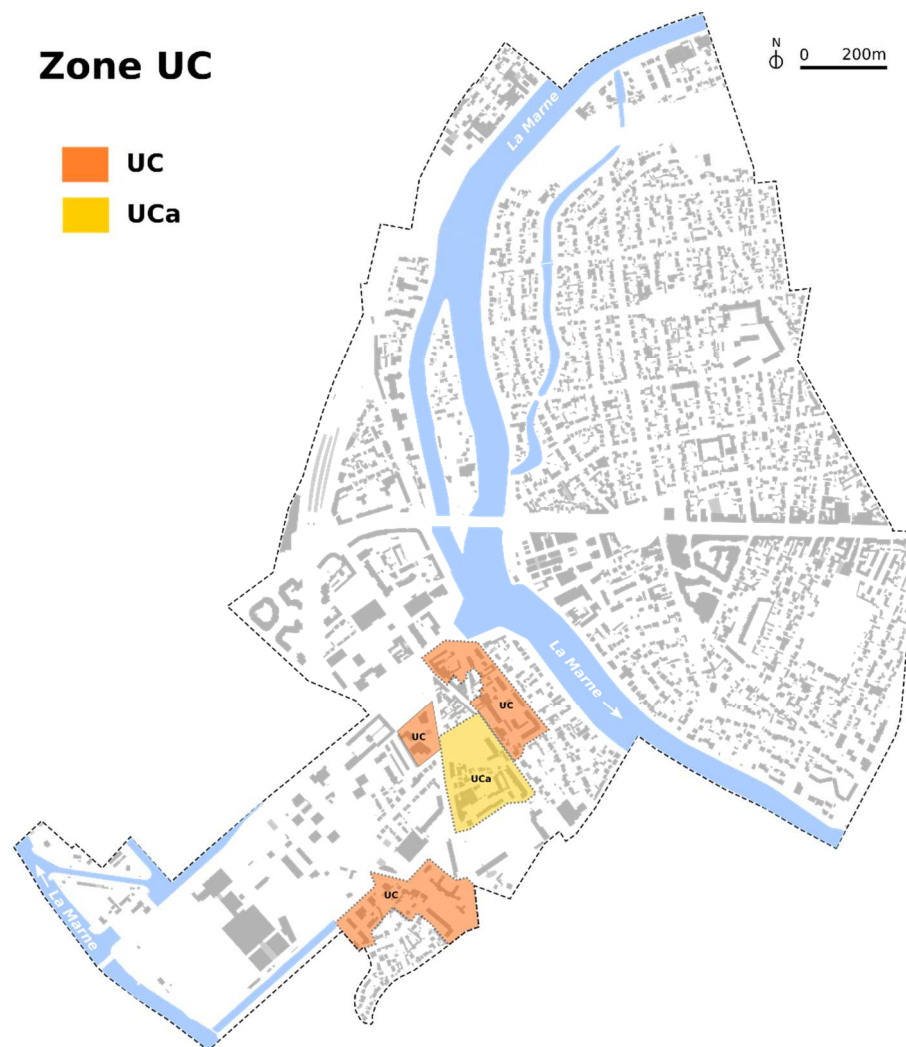 Zone UC
N
0 200m
UC
UCa
La Marne
La Marne →
UC
UC
UCa
UC
← La Marne